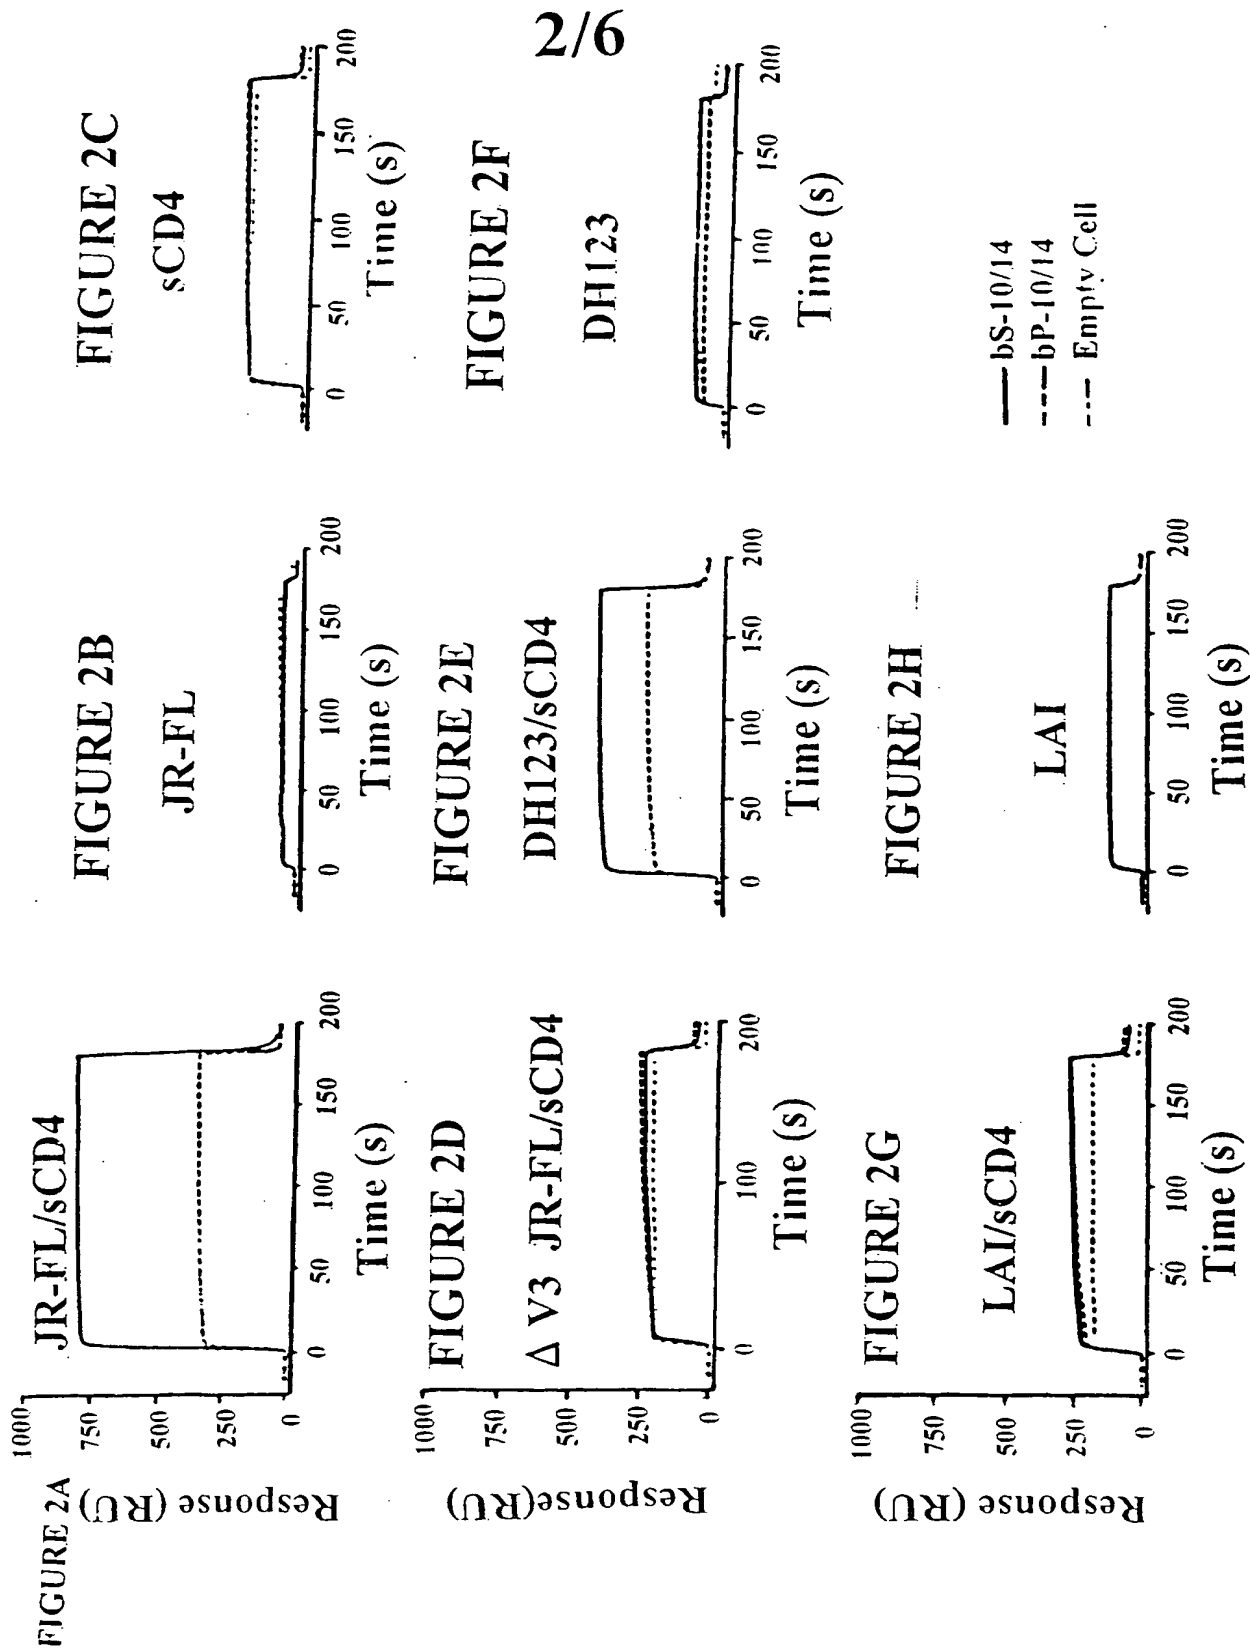 2/6
FIGURE 2A
JR-FL/sCD4
Response (RU)
1000
750
500
250
0
0
50
100
150
200
Time (s)
FIGURE 2B
JR-FL
0
50
100
150
200
Time (s)
FIGURE 2C
sCD4
0
50
100
150
200
Time (s)
FIGURE 2D
Δ V3 JR-FL/sCD4
Response(RU)
1000
750
500
250
0
0
100
200
Time (s)
FIGURE 2E
DH123/sCD4
0
50
100
150
200
Time (s)
FIGURE 2F
DH123
0
50
100
150
200
Time (s)
FIGURE 2G
LAI/sCD4
Response (RU)
1000
750
500
250
0
0
50
100
150
200
Time (s)
FIGURE 2H
LAI
0
50
100
150
200
Time (s)
bS-10/14
bP-10/14
Empty Cell